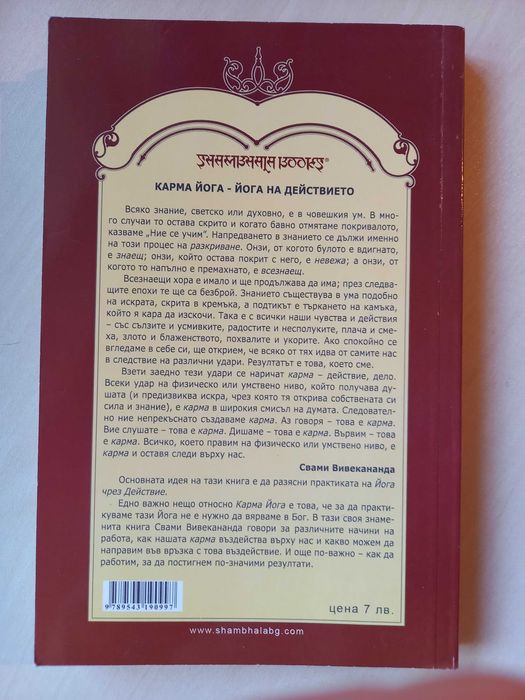 SHAMBHALA BOOKS®
КАРМА ЙОГА - ЙОГА НА ДЕЙСТВИЕТО
Всяко знание, светско или духовно, е в човешкия ум. В мно-
го случаи то остава скрито и когато бавно отмятаме покривалото,
казваме „Ние се учим”. Напредването в знанието се дължи именно
на този процес на разкриване. Онзи, от когото булото е вдигнато,
е знаещ; онзи, който остава покрит с него, е невежа; а онзи, от
когото то напълно е премахнато, е всезнаещ.
Всезнаещи хора е имало и ще продължава да има; през следва-
щите епохи те ще са безброй. Знанието съществува в ума подобно
на искрата, скрита в кремъка, а подтикът е търкането на камъка,
който я кара да изскочи. Така е с всички наши чувства и действия
– със сълзите и усмивките, радостите и несполуките, плача и сме-
ха, злото и блаженството, похвалите и укорите. Ако спокойно се
вгледаме в себе си, ще открием, че всяко от тях идва от самите нас
в следствие на различни удари. Резултатът е това, което сме.
Взети заедно тези удари се наричат карма – действие, дело.
Всеки удар на физическо или умствено ниво, който получава ду-
шата (и предизвиква искра, чрез която тя открива собствената си
сила и знание), е карма в широкия смисъл на думата. Следовател-
но ние непрекъснато създаваме карма. Аз говоря – това е карма.
Вие слушате – това е карма. Дишаме – това е карма. Вървим – това
е карма. Всичко, което правим на физическо или умствено ниво, е
карма и оставя следи върху нас.
Свами Вивекананда
Основната идея на тази книга е да разясни практиката на Йога
чрез Действие.
Едно важно нещо относно Карма Йога е това, че за да практи-
куваме тази Йога не е нужно да вярваме в Бог. В тази своя знаме-
нита книга Свами Вивекананда говори за различните начини на
работа, как нашата карма въздейства върху нас и какво можем да
направим във връзка с това въздействие. И още по-важно – как да
работим, за да постигнем по-значими резултати.
9789543190997
цена 7 лв.
www.shambhalabg.com